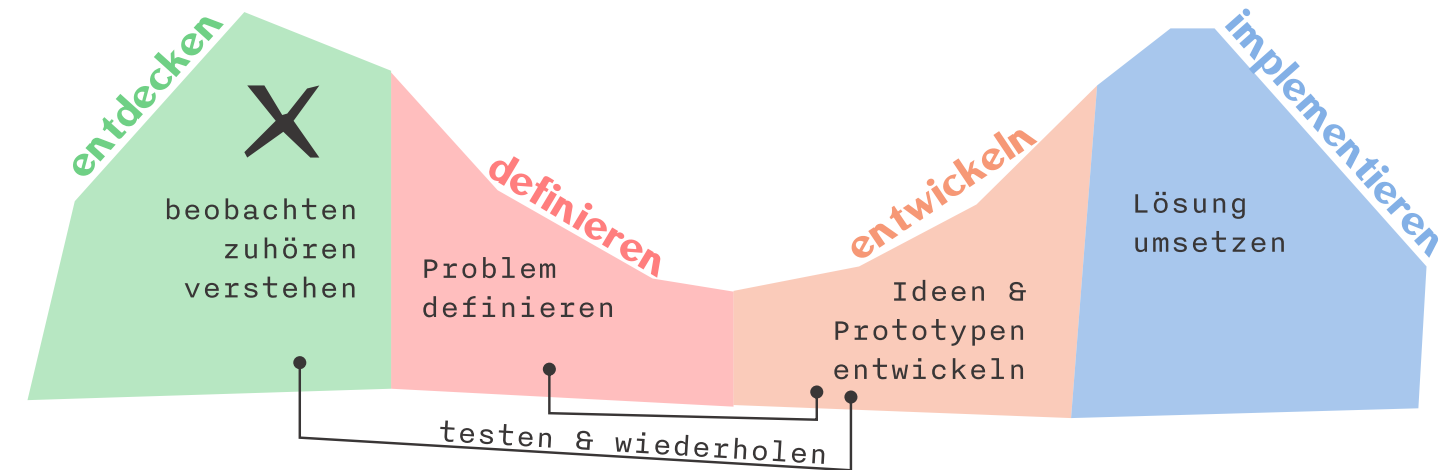 entdecken
beobachten
zuhören
verstehen
definieren
Problem
definieren
entwickeln
Ideen &
Prototypen
entwickeln
implementieren
Lösung
umsetzen
testen & wiederholen